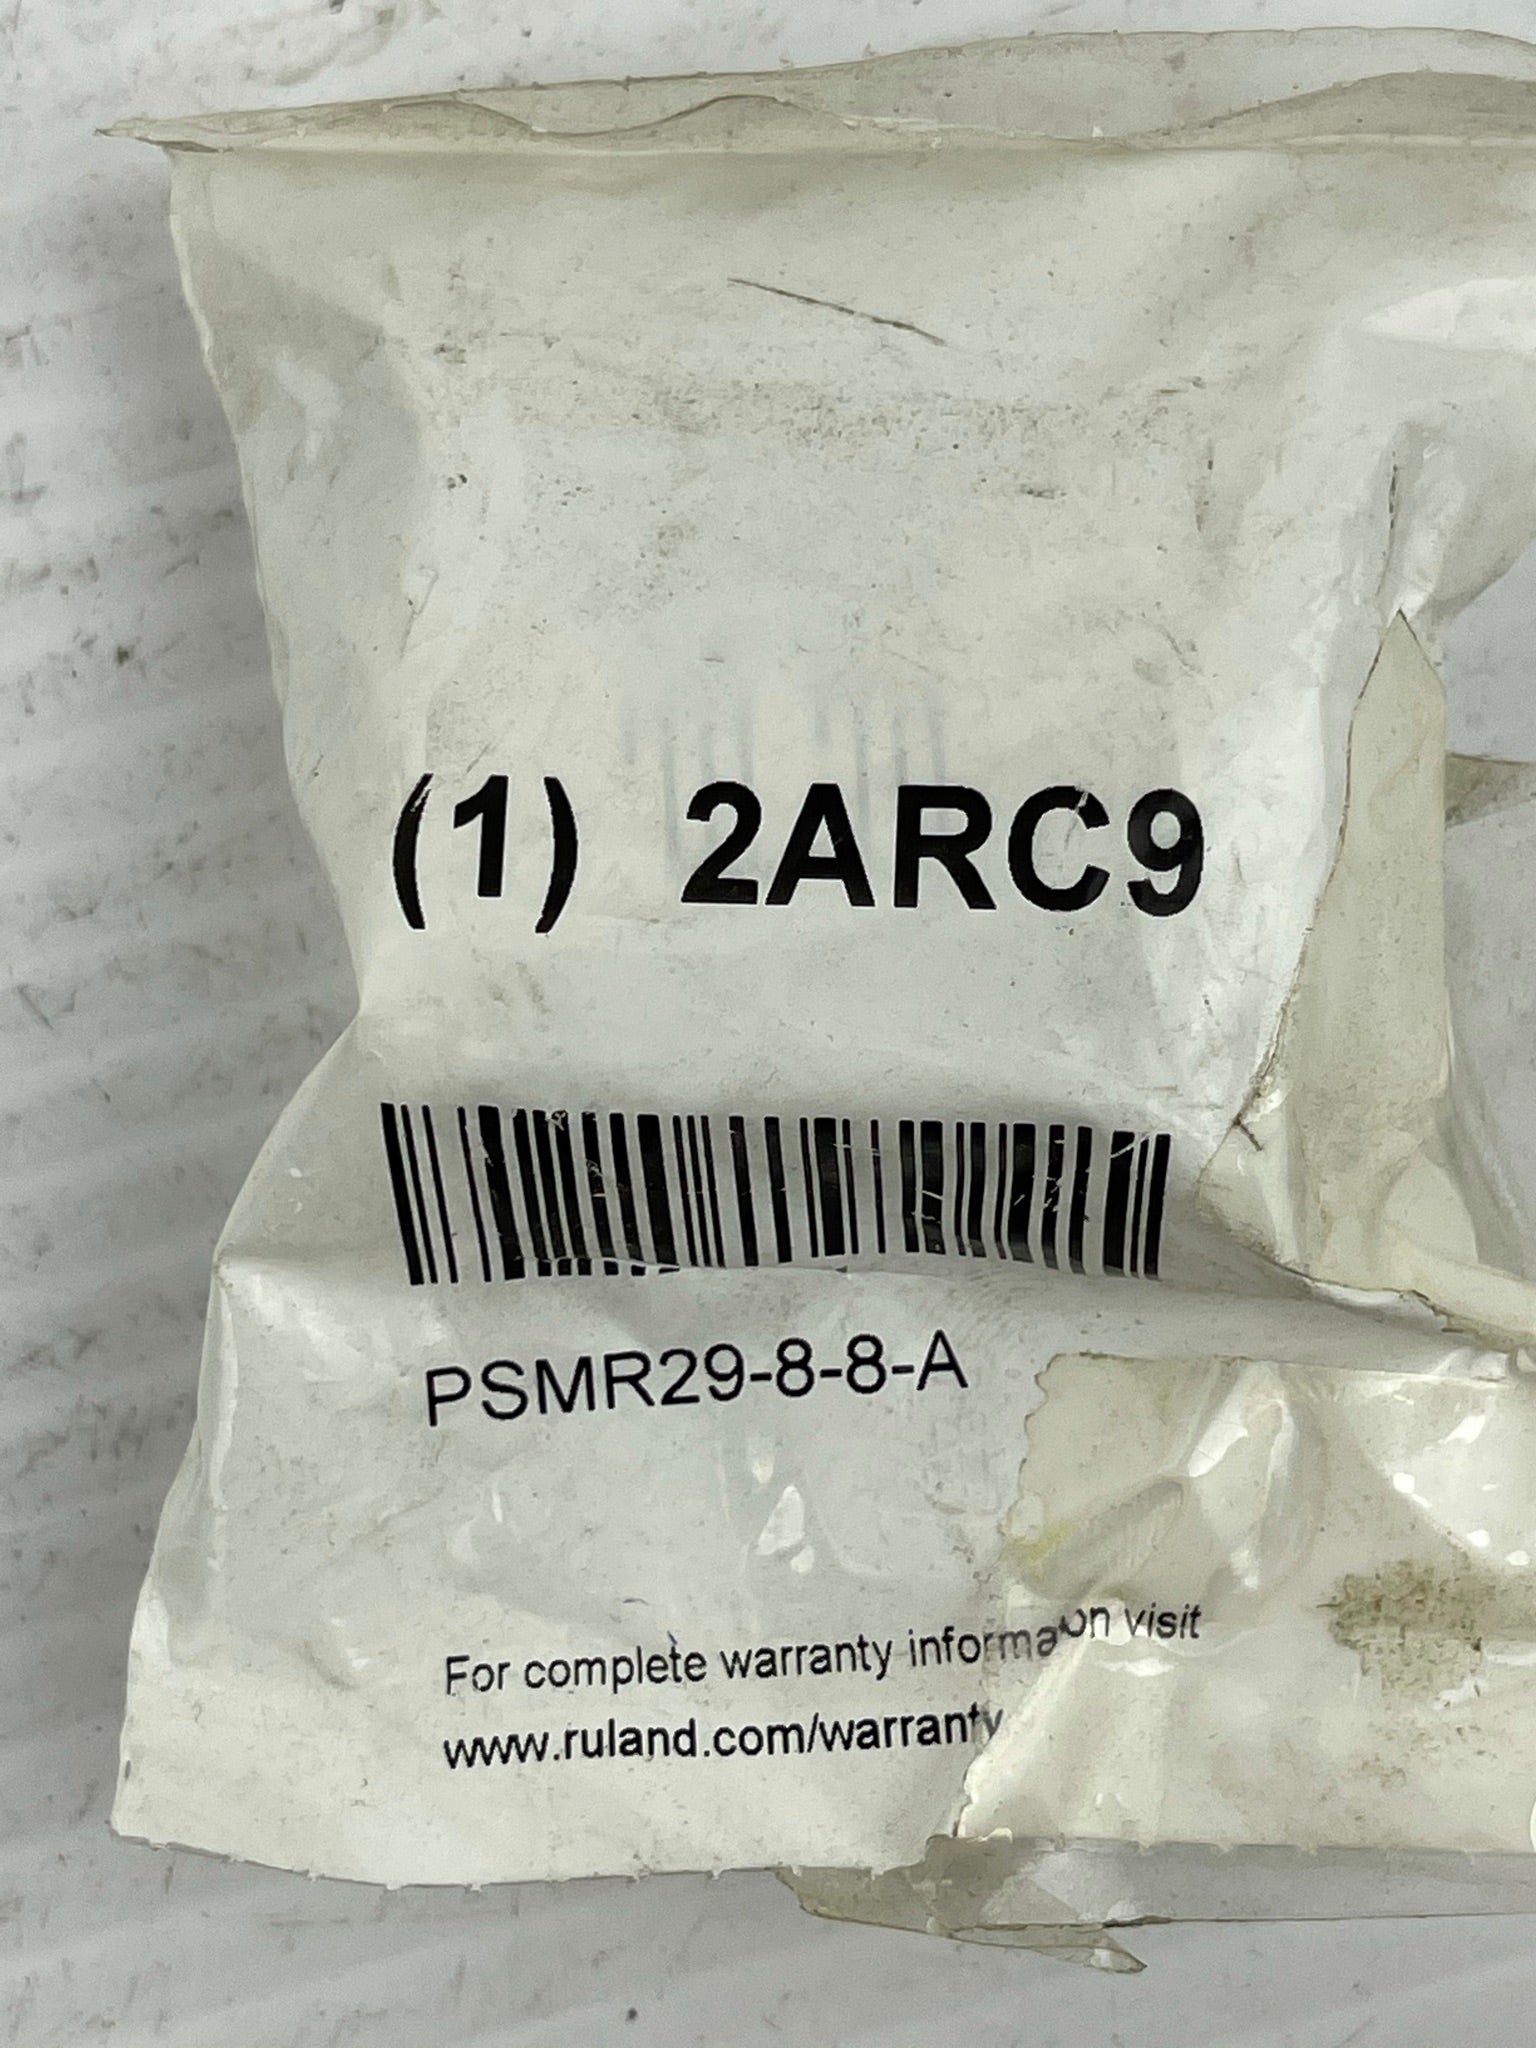 (1) 2ARC9
PSMR29-8-8-A
For complete warranty information visit
www.ruland.com/warranty